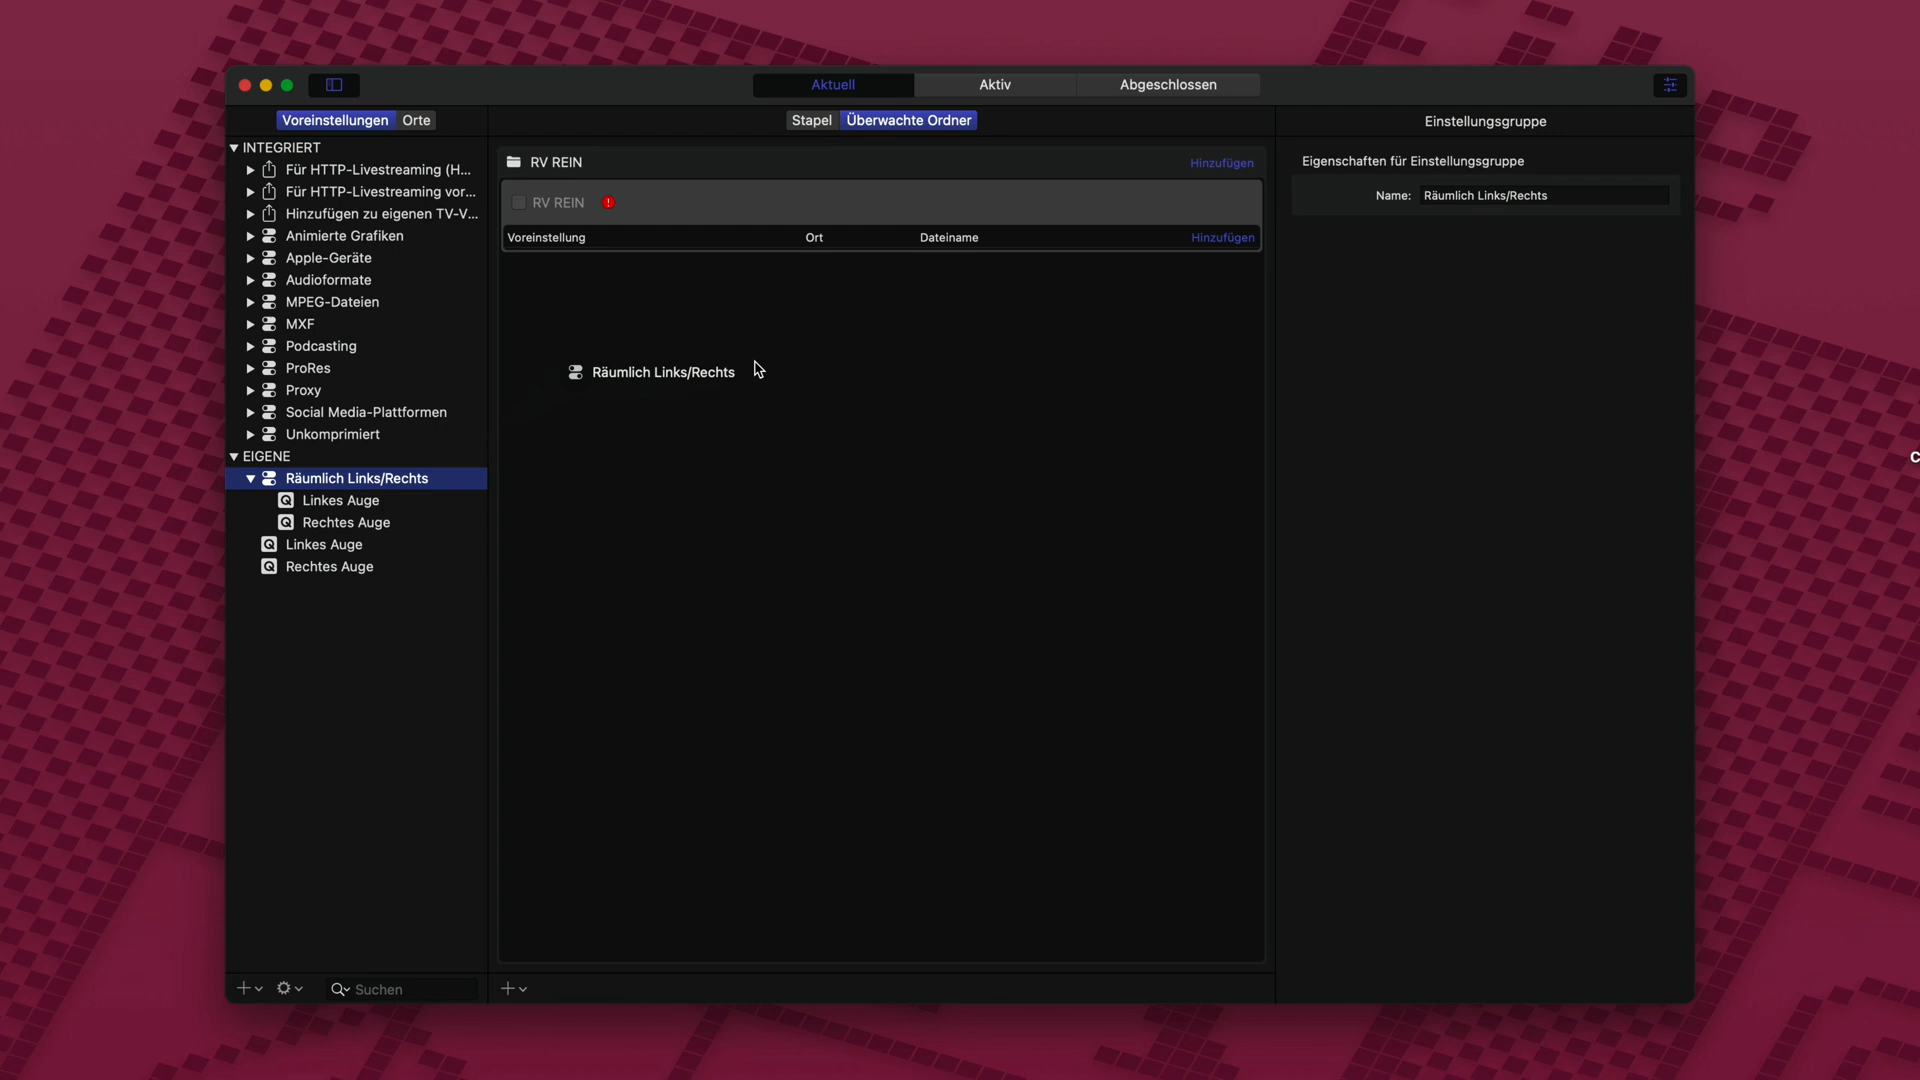 Aktuell
Aktiv
Abgeschlossen
Voreinstellungen
Orte
Stapel
Überwachte Ordner
Einstellungsgruppe
INTEGRIERT
Für HTTP-Livestreaming (H...
Für HTTP-Livestreaming vor...
Hinzufügen zu eigenen TV-V...
Animierte Grafiken
Apple-Geräte
Audioformate
MPEG-Dateien
MXF
Podcasting
ProRes
Proxy
Social Media-Plattformen
Unkomprimiert
EIGENE
Räumlich Links/Rechts
Linkes Auge
Rechtes Auge
Linkes Auge
Rechtes Auge
Suchen
RV REIN
Hinzufügen
RV REIN
Voreinstellung
Ort
Dateiname
Hinzufügen
Räumlich Links/Rechts
Eigenschaften für Einstellungsgruppe
Name: Räumlich Links/Rechts